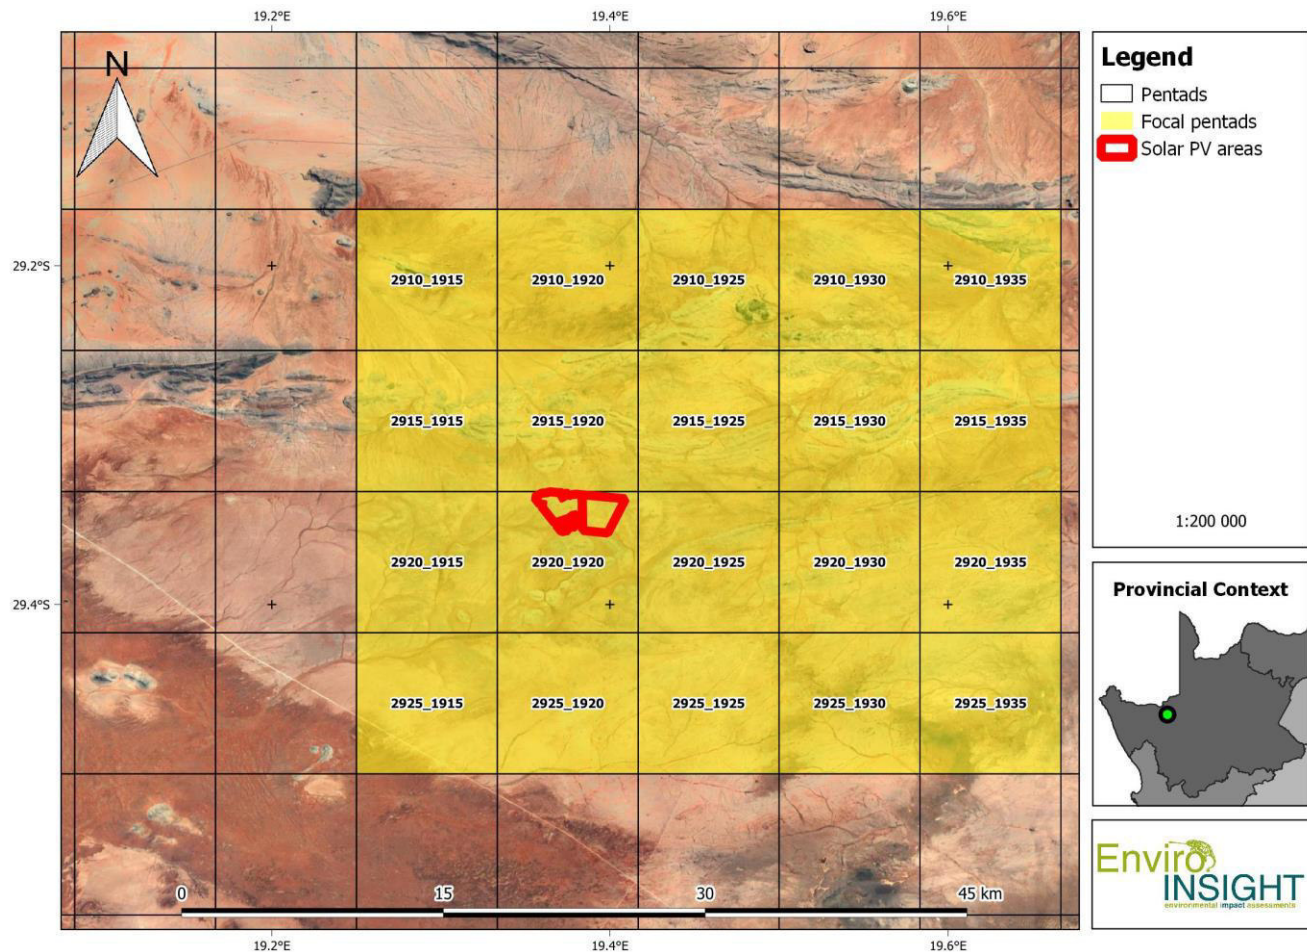 19.2°E 19.4°E 19.6°E
N
Legend
Pentads
Focal pentads
Solar PV areas
29.2°S
2910_1915 2910_1920 2910_1925 2910_1930 2910_1935
2915_1915 2915_1920 2915_1925 2915_1930 2915_1935
1:200 000
2920_1915 2920_1920 2920_1925 2920_1930 2920_1935
29.4°S
Provincial Context
2925_1915 2925_1920 2925_1925 2925_1930 2925_1935
Enviro
INSIGHT
environmental impact assessments
0 15 30 45 km
19.2°E 19.4°E 19.6°E